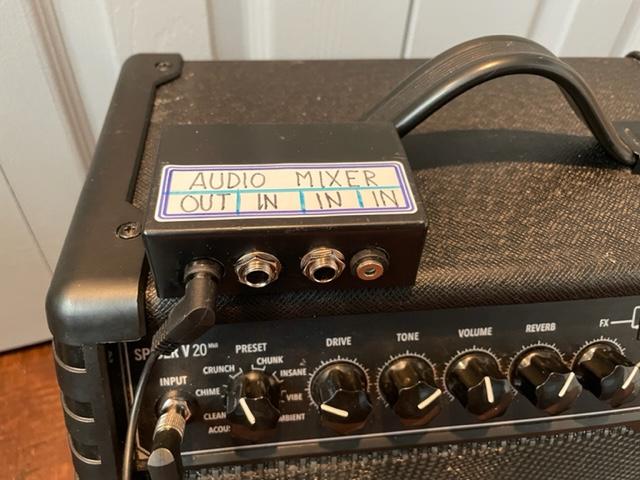 AUDIO MIXER
OUT IN IN IN
SPIDER V 20 MkII
PRESET DRIVE TONE VOLUME REVERB FX
CRUNCH CHUNK INSANE
INPUT CHIME VIBE
CLEAN AMBIENT